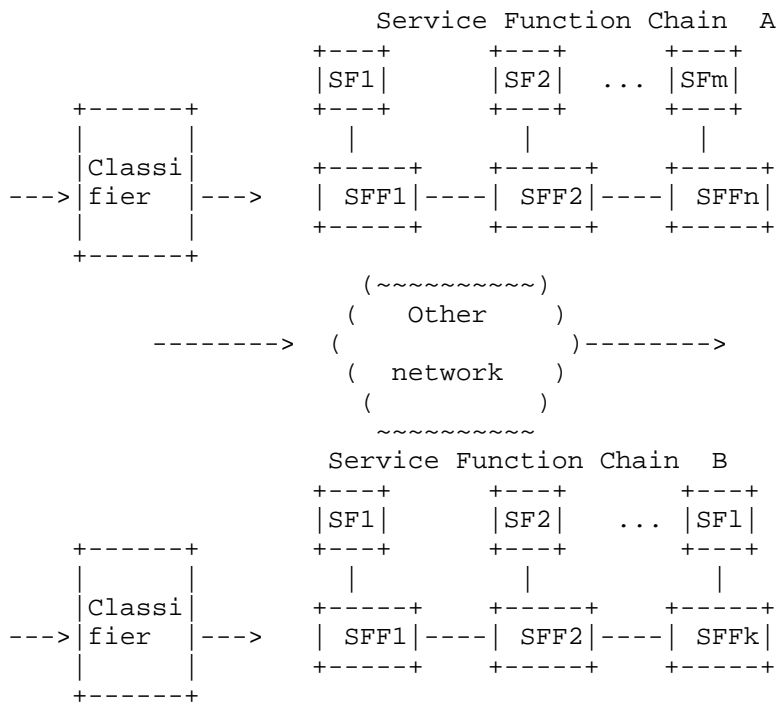 Service Function Chain A
SF1 SF2 ... SFm
Classi
fier
SFF1 SFF2 SFFn
Other
network
Service Function Chain B
SF1 SF2 ... SFl
Classi
fier
SFF1 SFF2 SFFk